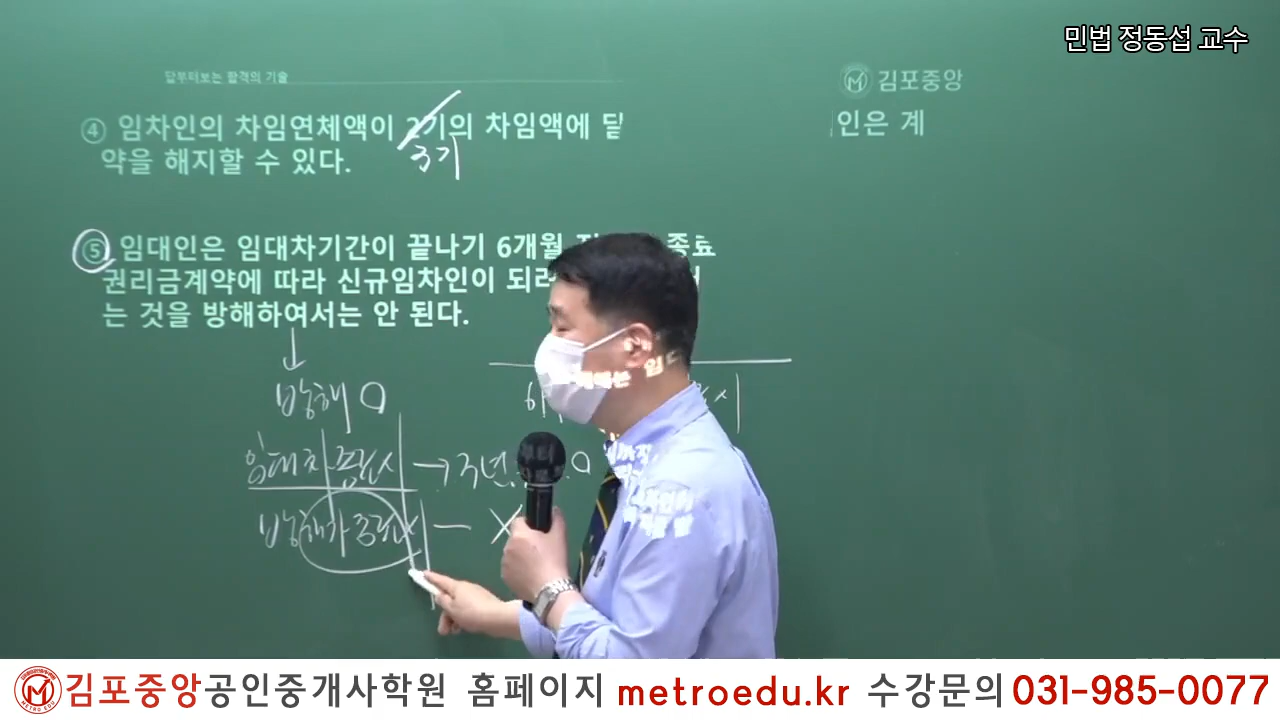 민법 정동섭 교수
답부터보는 합격의 기술
김포중앙
④ 임차인의 차임연체액이 2기의 차임액에 달
인은 계
3기
약을 해지할 수 있다.
⑤ 임대인은 임대차기간이 끝나기 6개월 종료
권리금계약에 따라 신규임차인이 되려
는 것을 방해하여서는 안 된다.
방해 O
임대차종료시 → 3년 O
방해가 종료시 — X
김포중앙공인중개사학원 홈페이지 metroedu.kr 수강문의 031-985-0077